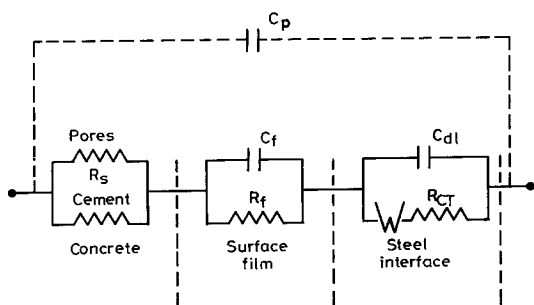 Cp
Pores
Rs
Cement
Concrete
Cf
Rf
Surface
film
Cdl
W
RCT
Steel
interface